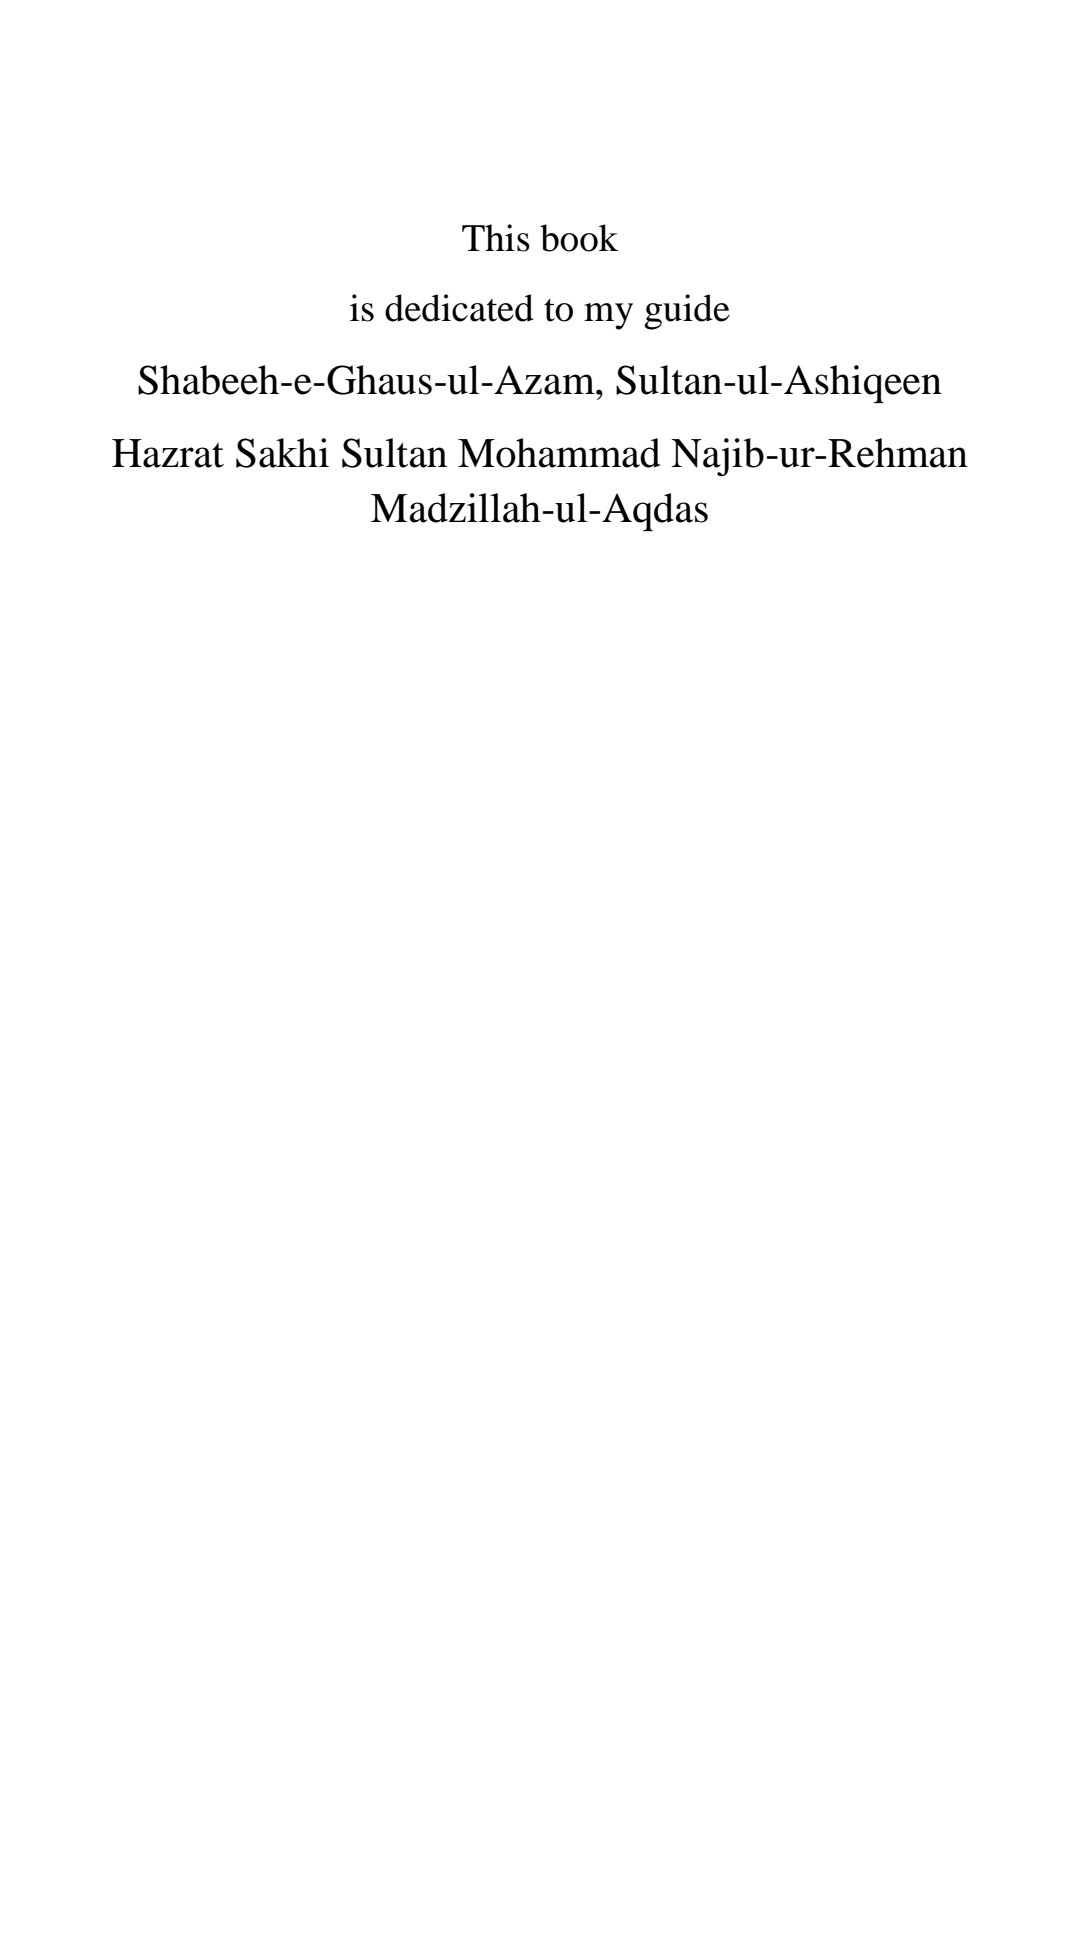 This book
is dedicated to my guide
Shabeeh-e-Ghaus-ul-Azam, Sultan-ul-Ashiqeen
Hazrat Sakhi Sultan Mohammad Najib-ur-Rehman
Madzillah-ul-Aqdas